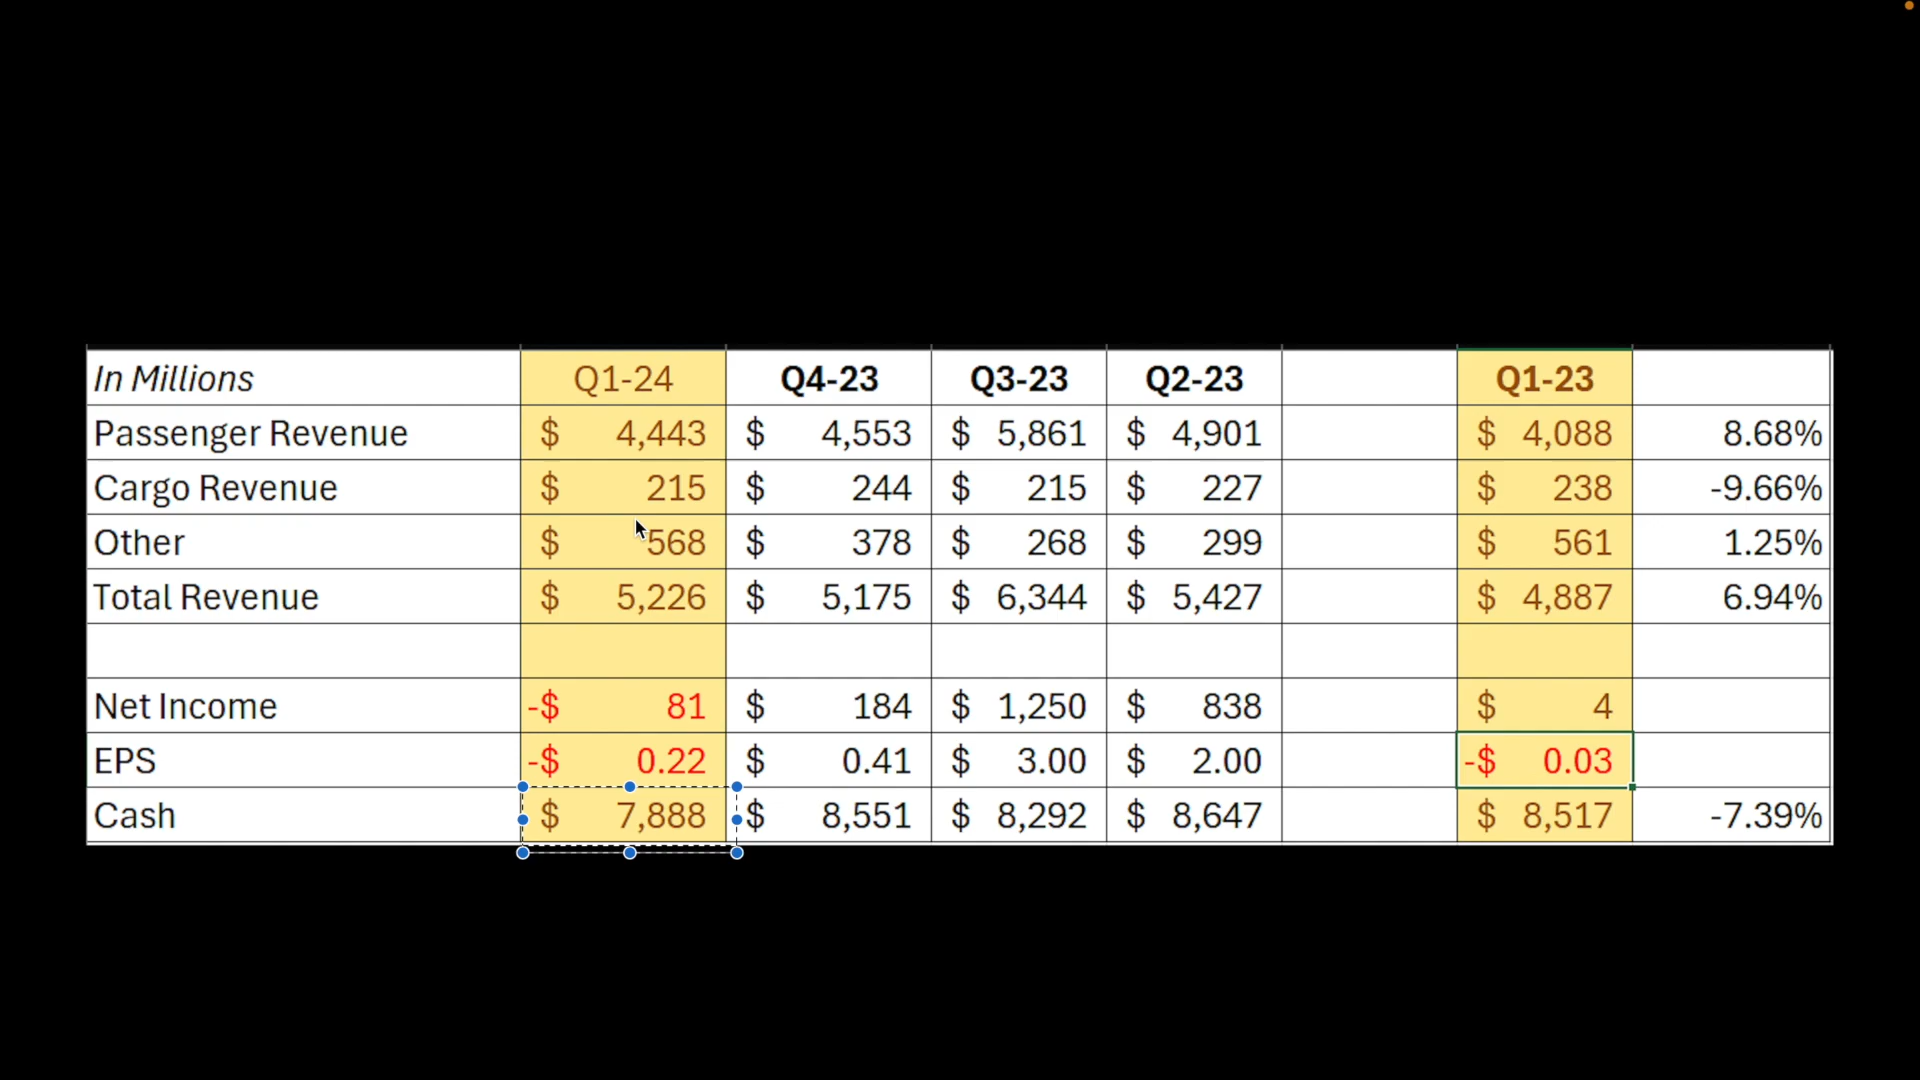 In Millions Q1-24 Q4-23 Q3-23 Q2-23 Q1-23
Passenger Revenue $ 4,443 $ 4,553 $ 5,861 $ 4,901 $ 4,088 8.68%
Cargo Revenue $ 215 $ 244 $ 215 $ 227 $ 238 -9.66%
Other $ 568 $ 378 $ 268 $ 299 $ 561 1.25%
Total Revenue $ 5,226 $ 5,175 $ 6,344 $ 5,427 $ 4,887 6.94%
Net Income -$ 81 $ 184 $ 1,250 $ 838 $ 4
EPS -$ 0.22 $ 0.41 $ 3.00 $ 2.00 -$ 0.03
Cash $ 7,888 $ 8,551 $ 8,292 $ 8,647 $ 8,517 -7.39%